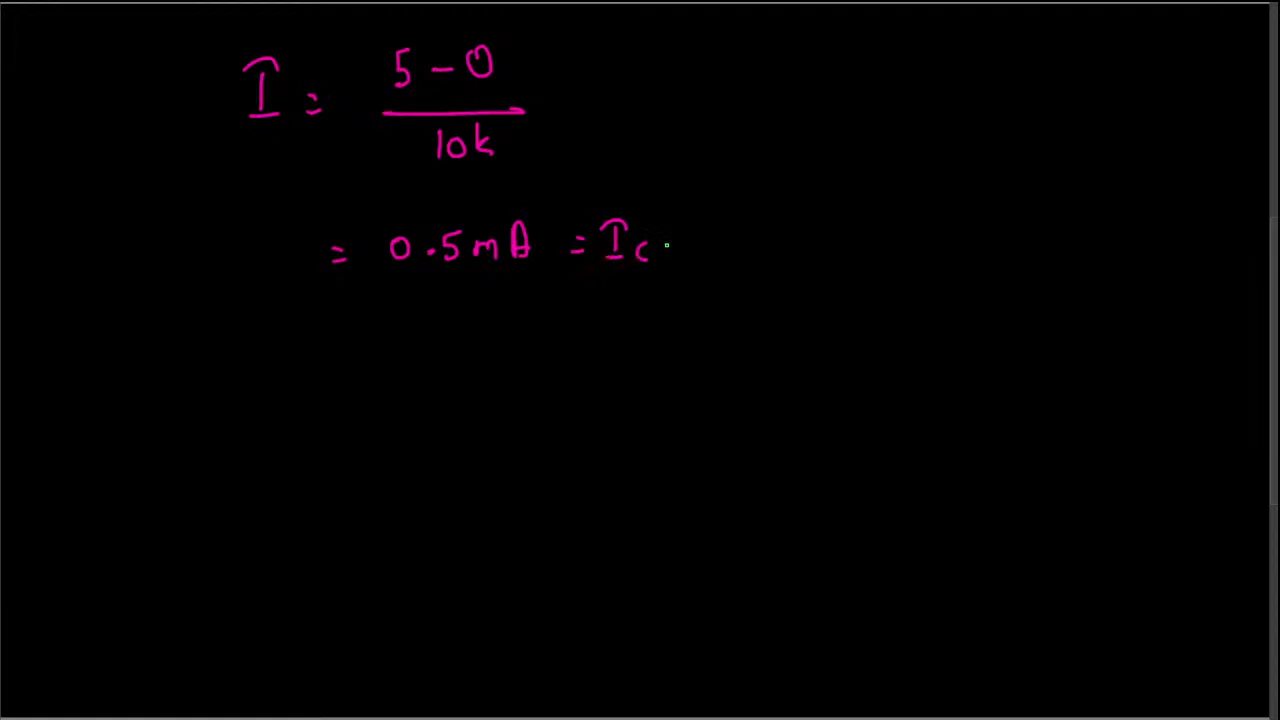 I = 5 - 0
10k
= 0.5mA = Ic